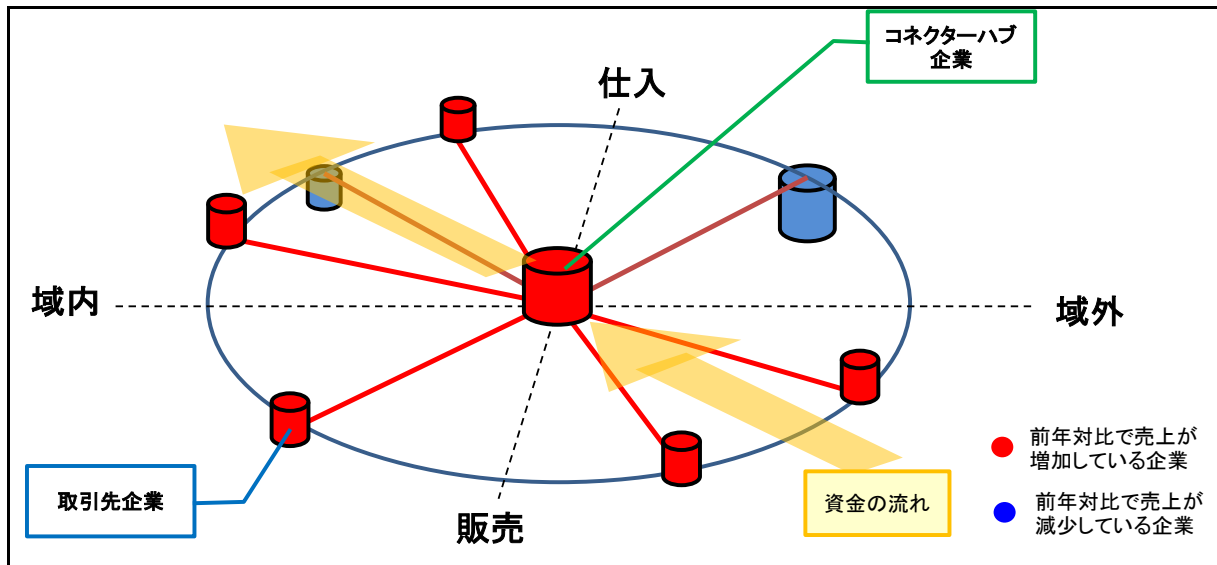 コネクターハブ
企業
仕入
域内
域外
取引先企業
販売
資金の流れ
前年対比で売上が
増加している企業
前年対比で売上が
減少している企業